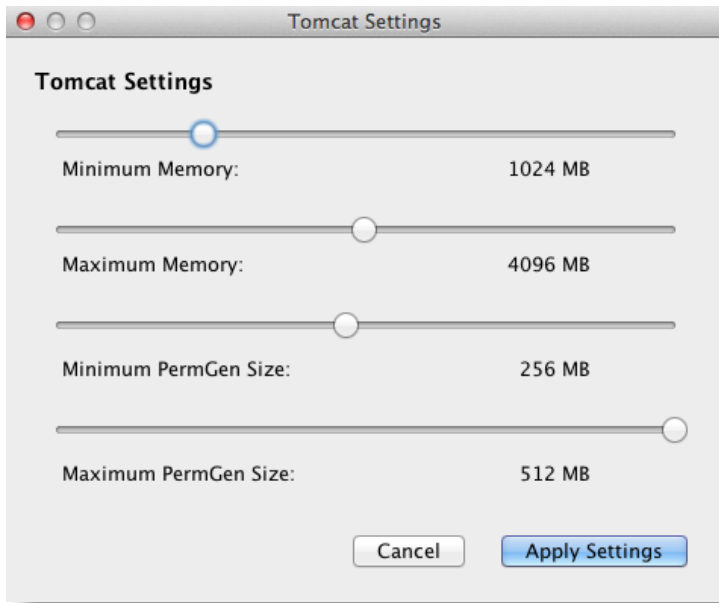 Tomcat Settings
Tomcat Settings
Minimum Memory: 1024 MB
Maximum Memory: 4096 MB
Minimum PermGen Size: 256 MB
Maximum PermGen Size: 512 MB
Cancel Apply Settings